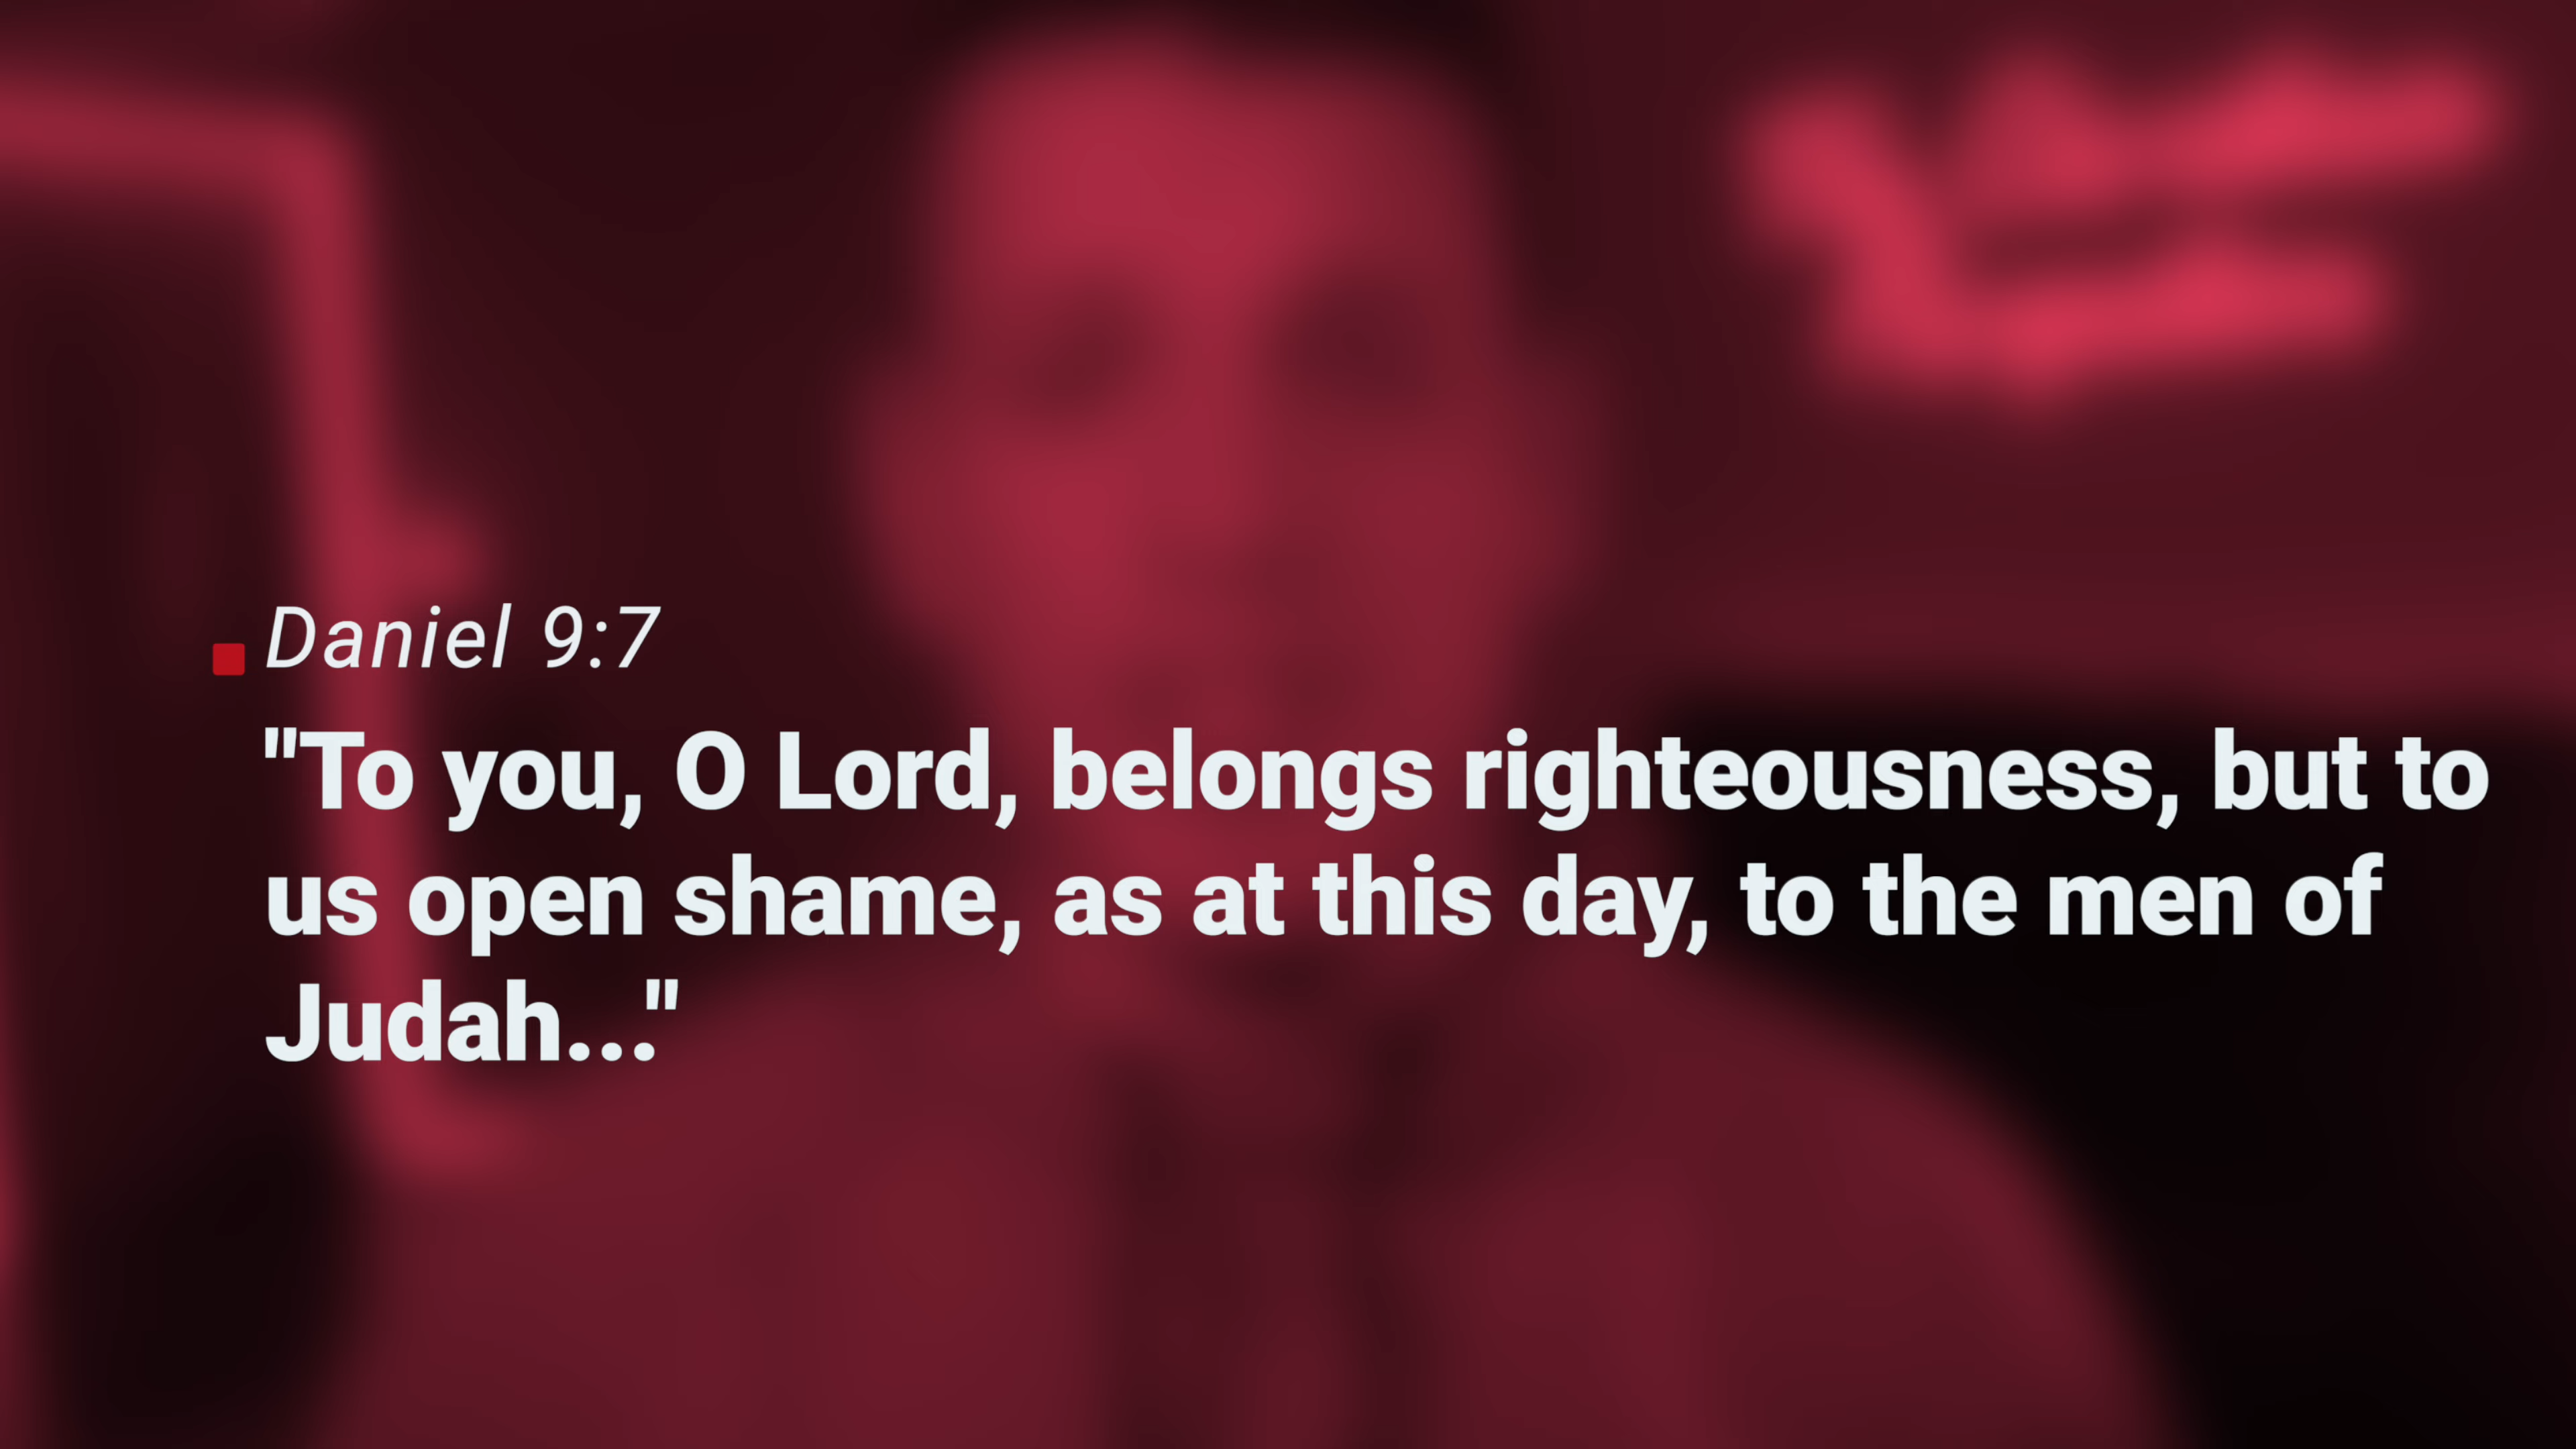 Daniel 9:7
"To you, O Lord, belongs righteousness, but to
us open shame, as at this day, to the men of
Judah..."